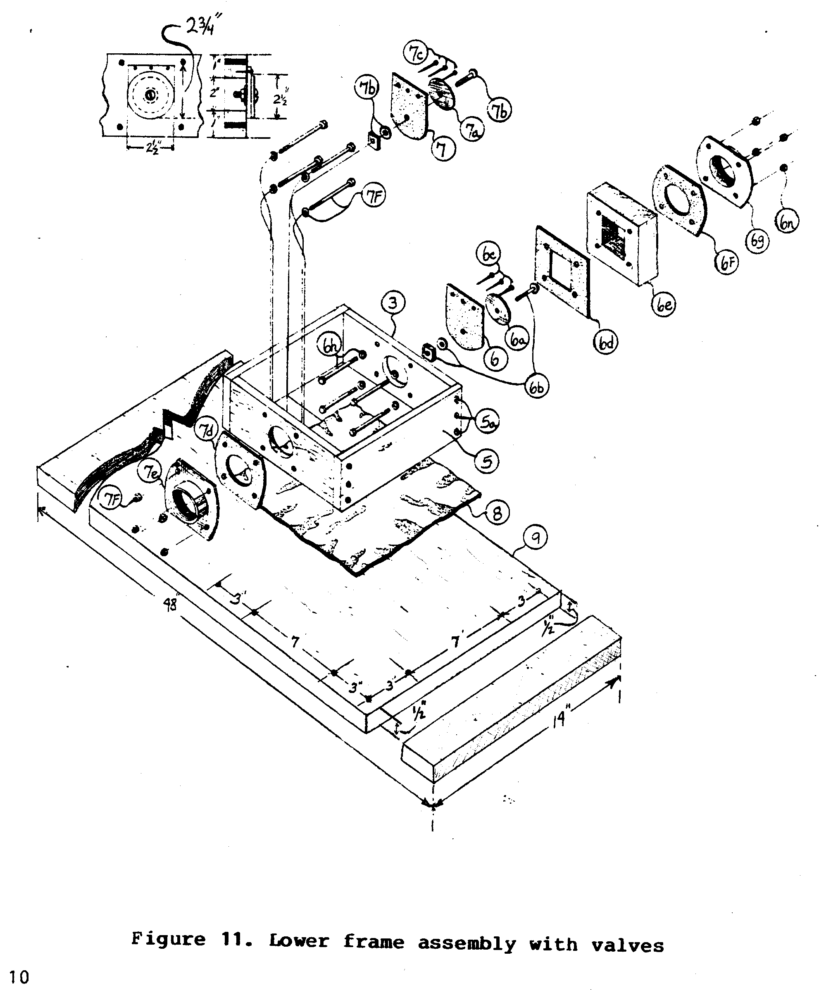 2¾"
1"
2"
1"
2½"
2½"
7c
7b
7b
7a
7
7F
6n
6g
6F
6c
6e
3
6a
6d
6h
6
6b
5a
7d
5
7e
7F
8
9
48"
3"
3
7
7'
½"
3"
3'
½"
14"
Figure 11. Lower frame assembly with valves
10